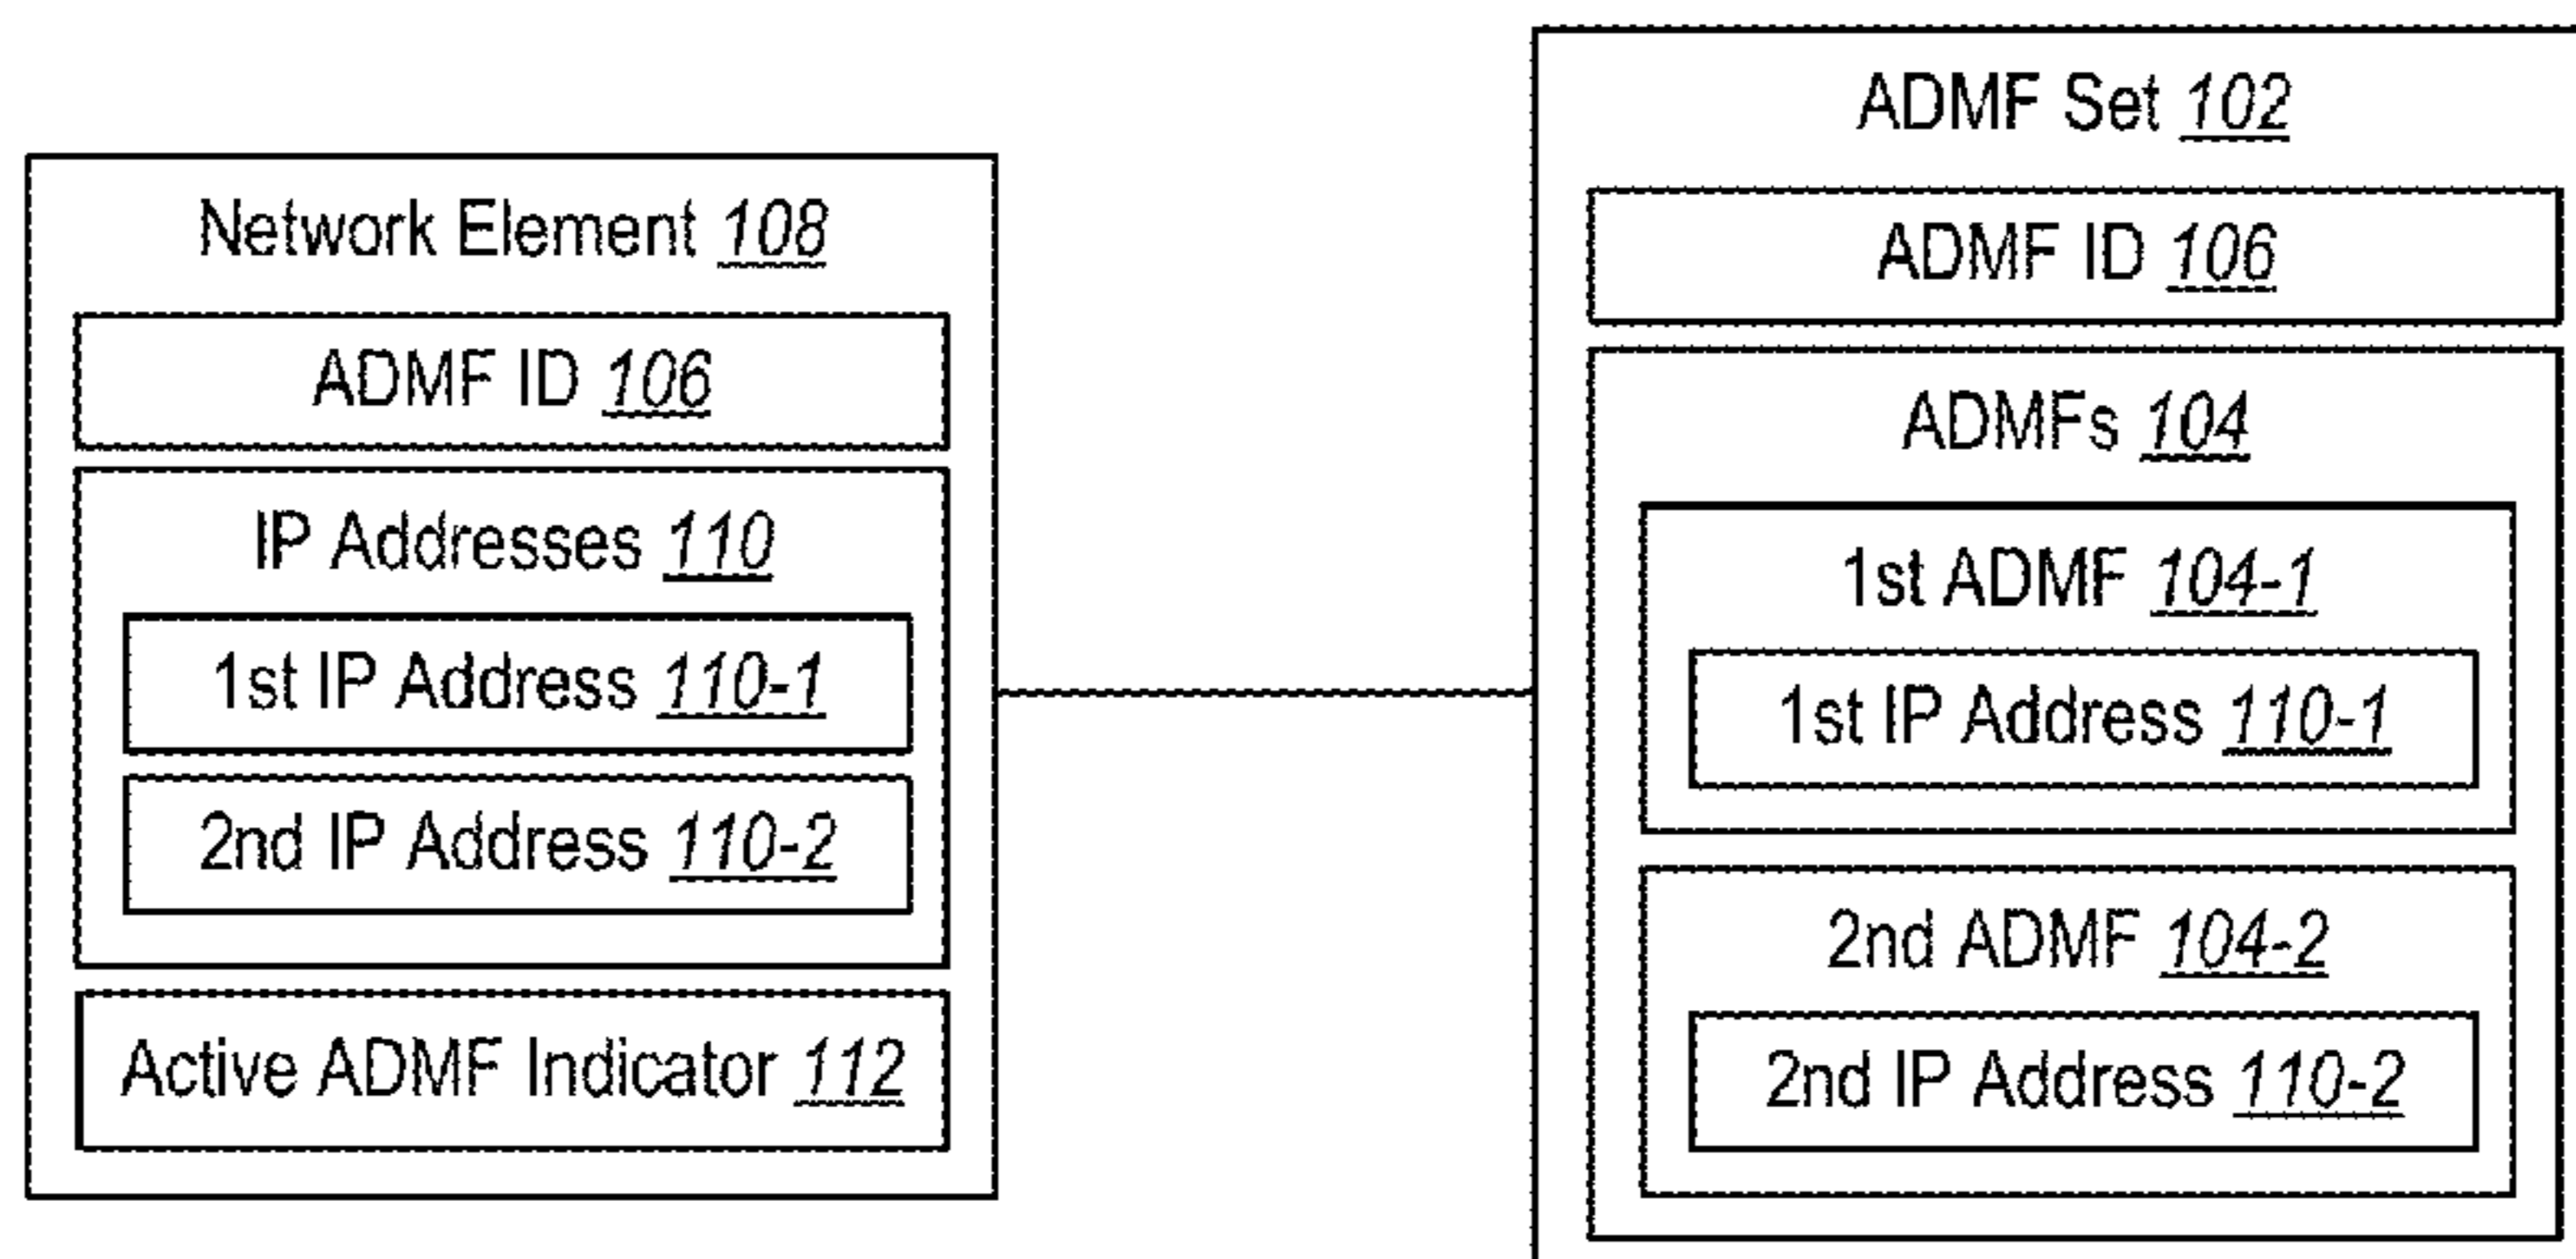 Network Element 108
ADMF ID 106
IP Addresses 110
1st IP Address 110-1
2nd IP Address 110-2
Active ADMF Indicator 112
ADMF Set 102
ADMF ID 106
ADMFs 104
1st ADMF 104-1
1st IP Address 110-1
2nd ADMF 104-2
2nd IP Address 110-2